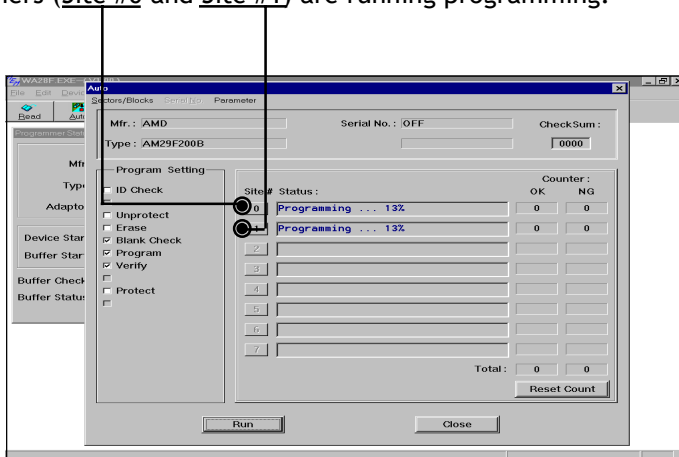 ners (Site #0 and Site #1) are running programming.
WA28F.EXE
File Edit Devic
Auto
Sectors/Blocks Serial No. Parameter
Read Auto
Programmer Stat
Mfr. : AMD Serial No. : OFF CheckSum :
Type : AM29F200B 0000
Mfr
Type
Adapto
Device Star
Buffer Star
Buffer Check
Buffer Status
Program Setting
ID Check
Unprotect
Erase
Blank Check
Program
Verify
Protect
Counter :
Site # Status : OK NG
0 Programming ... 13% 0 0
1 Programming ... 13% 0 0
2
3
4
5
6
7
Total : 0 0
Reset Count
Run Close